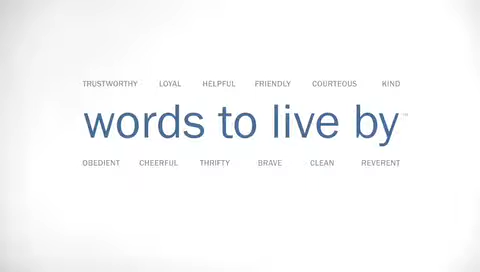 TRUSTWORTHY LOYAL HELPFUL FRIENDLY COURTEOUS KIND
words to live by™
OBEDIENT CHEERFUL THRIFTY BRAVE CLEAN REVERENT